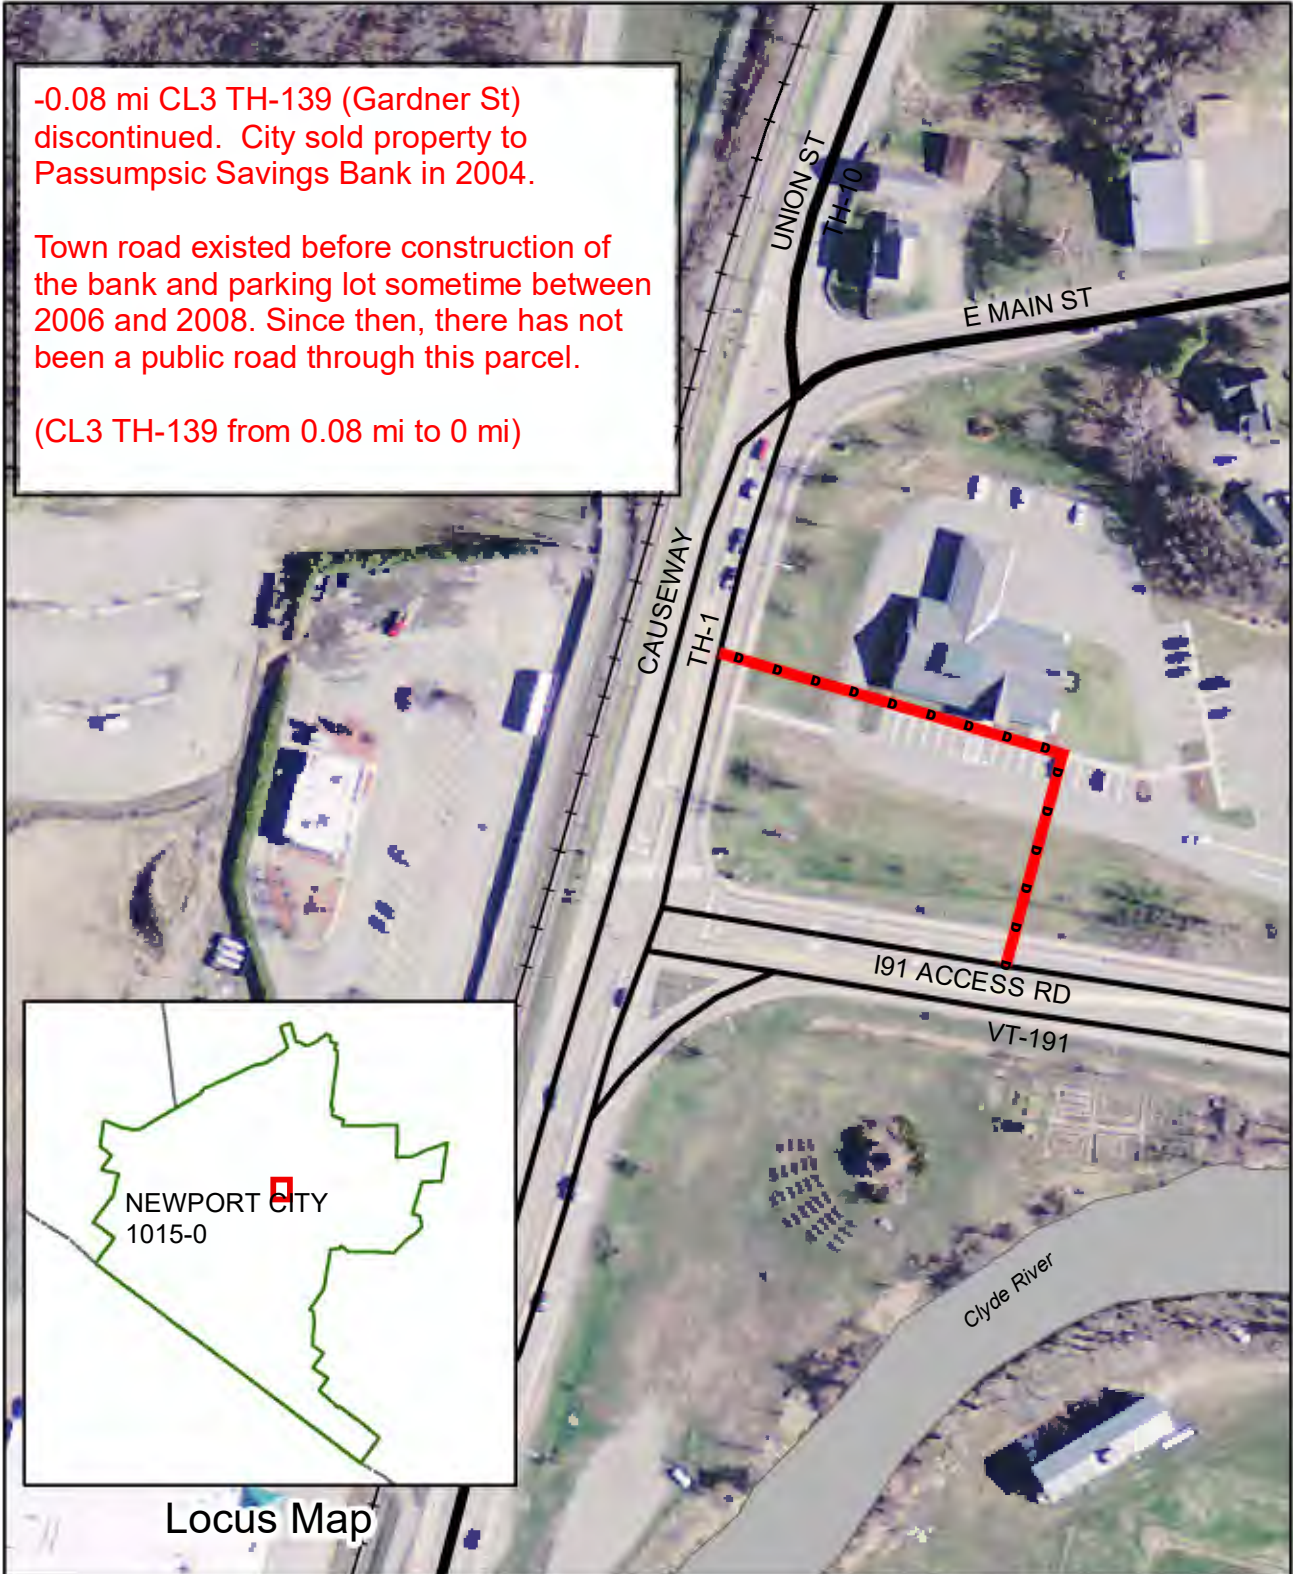 -0.08 mi CL3 TH-139 (Gardner St)
discontinued.  City sold property to
Passumpsic Savings Bank in 2004.
Town road existed before construction of
the bank and parking lot sometime between
2006 and 2008. Since then, there has not
been a public road through this parcel.
(CL3 TH-139 from 0.08 mi to 0 mi)
UNION ST
TH-10
E MAIN ST
CAUSEWAY
TH-1
D D D D D D D D D
D
D
D
D
D
D
I91 ACCESS RD
VT-191
NEWPORT CITY
1015-0
Clyde River
Locus Map